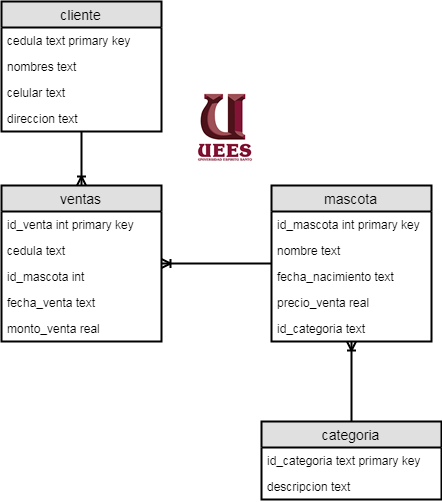 cliente
cedula text primary key
nombres text
celular text
direccion text
UEES
UNIVERSIDAD ESPIRITU SANTO
ventas
id_venta int primary key
cedula text
id_mascota int
fecha_venta text
monto_venta real
mascota
id_mascota int primary key
nombre text
fecha_nacimiento text
precio_venta real
id_categoria text
categoria
id_categoria text primary key
descripcion text